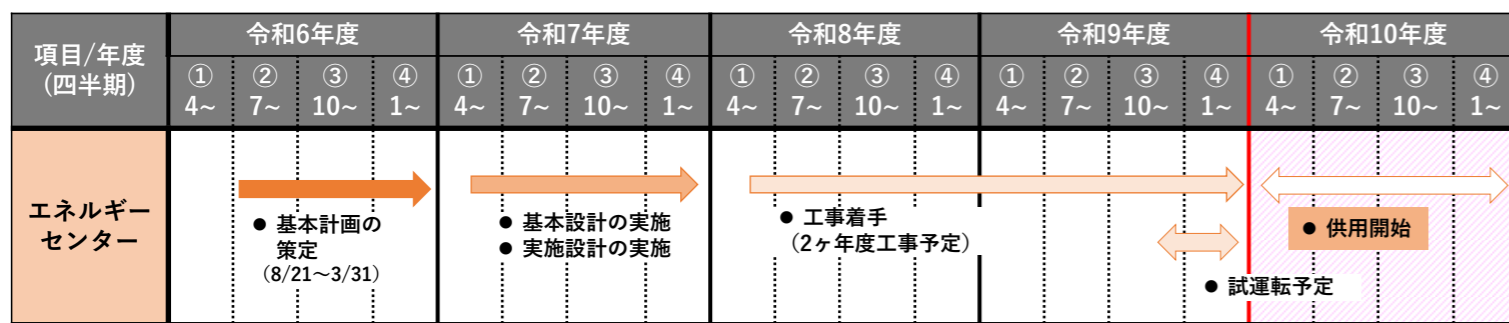 項目/年度
(四半期)
令和6年度
令和7年度
令和8年度
令和9年度
令和10年度
① ② ③ ④ ① ② ③ ④ ① ② ③ ④ ① ② ③ ④ ① ② ③ ④
4~ 7~ 10~ 1~ 4~ 7~ 10~ 1~ 4~ 7~ 10~ 1~ 4~ 7~ 10~ 1~ 4~ 7~ 10~ 1~
エネルギー
センター
● 基本計画の
策定
(8/21～3/31)
● 基本設計の実施
● 実施設計の実施
● 工事着手
(2ヶ年度工事予定)
● 試運転予定
● 供用開始